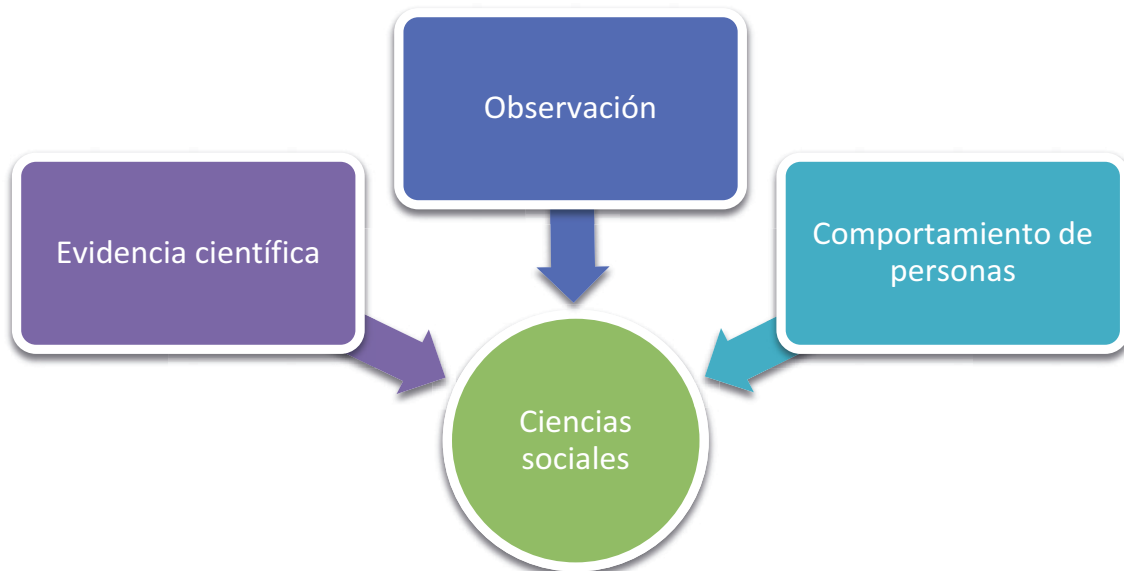 Observación
Evidencia científica
Comportamiento de
personas
Ciencias
sociales